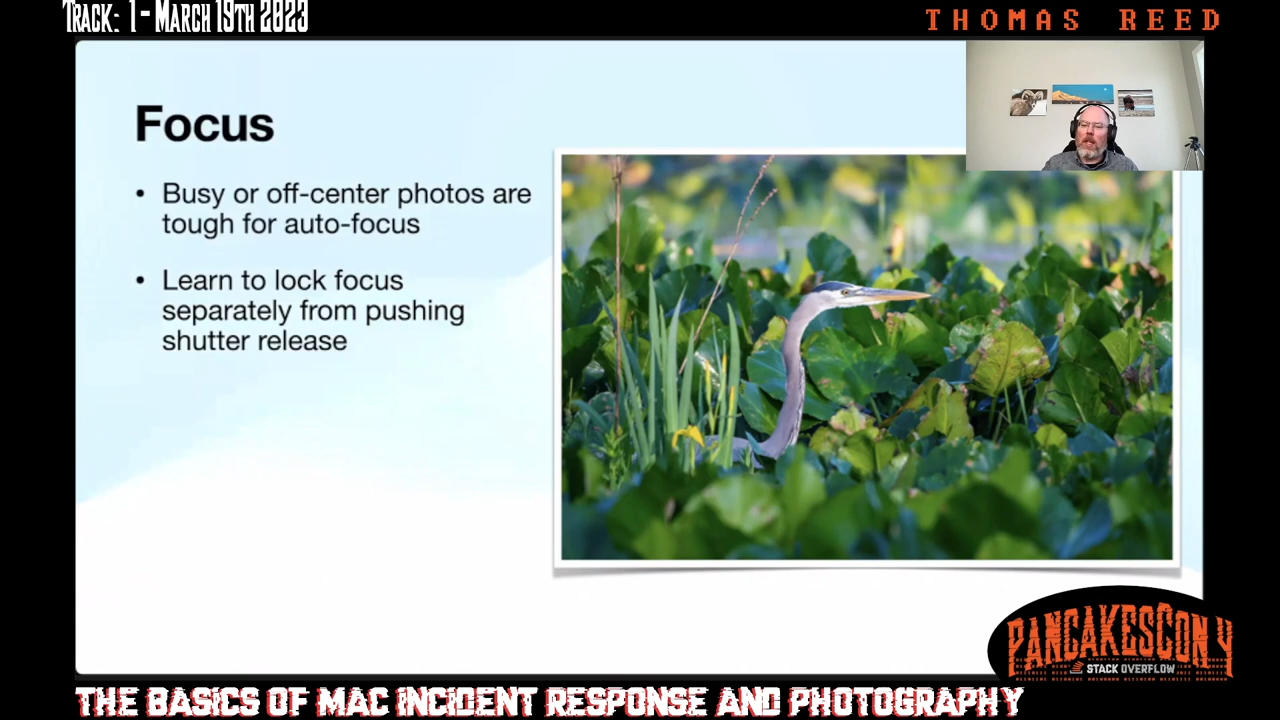 TRACK: 1 - MARCH 19TH 2023
THOMAS REED
Focus
• Busy or off-center photos are
tough for auto-focus
• Learn to lock focus
separately from pushing
shutter release
PANCAKESCON 4
STACK OVERFLOW
THE BASICS OF MAC INCIDENT RESPONSE AND PHOTOGRAPHY